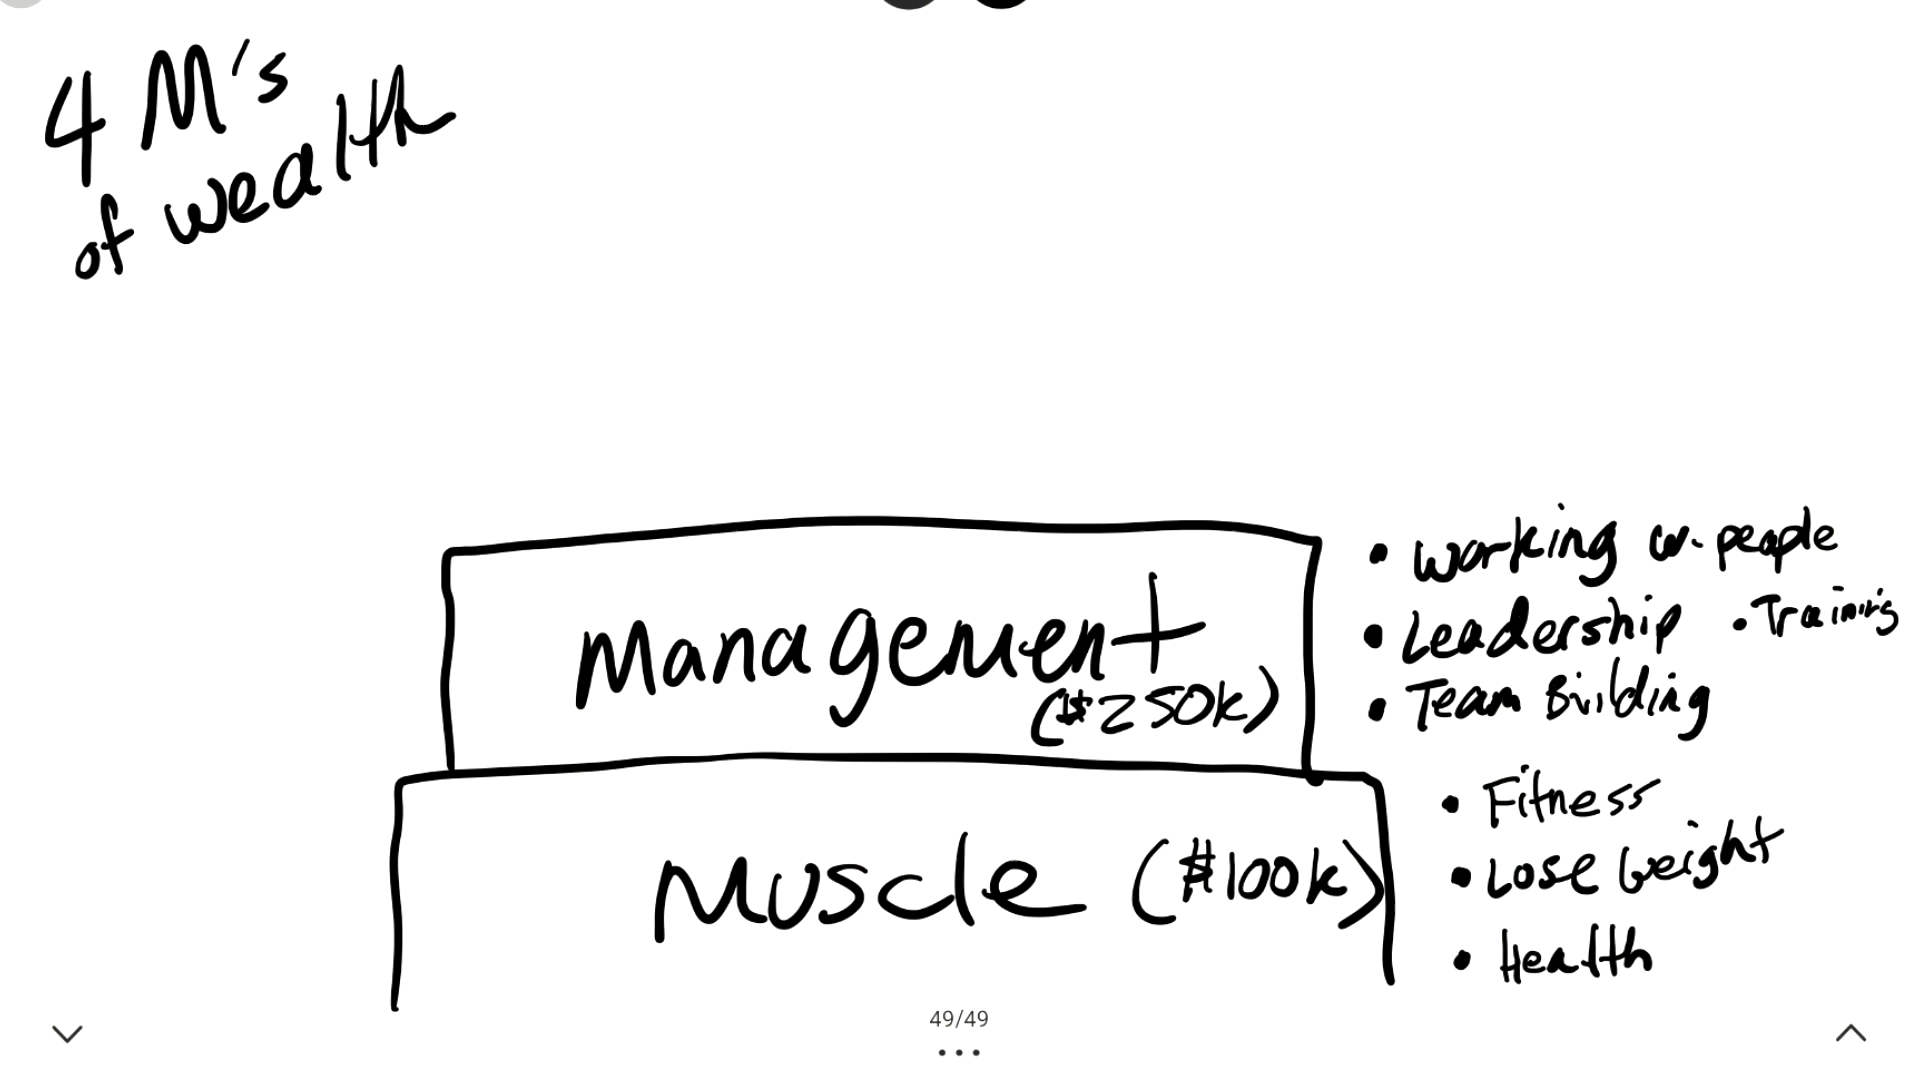 4 M's
of wealth
Management
($250k)
• Working w. people
• Leadership • Training
• Team Building
Muscle ($100k)
• Fitness
• Lose Weight
• Health
49/49